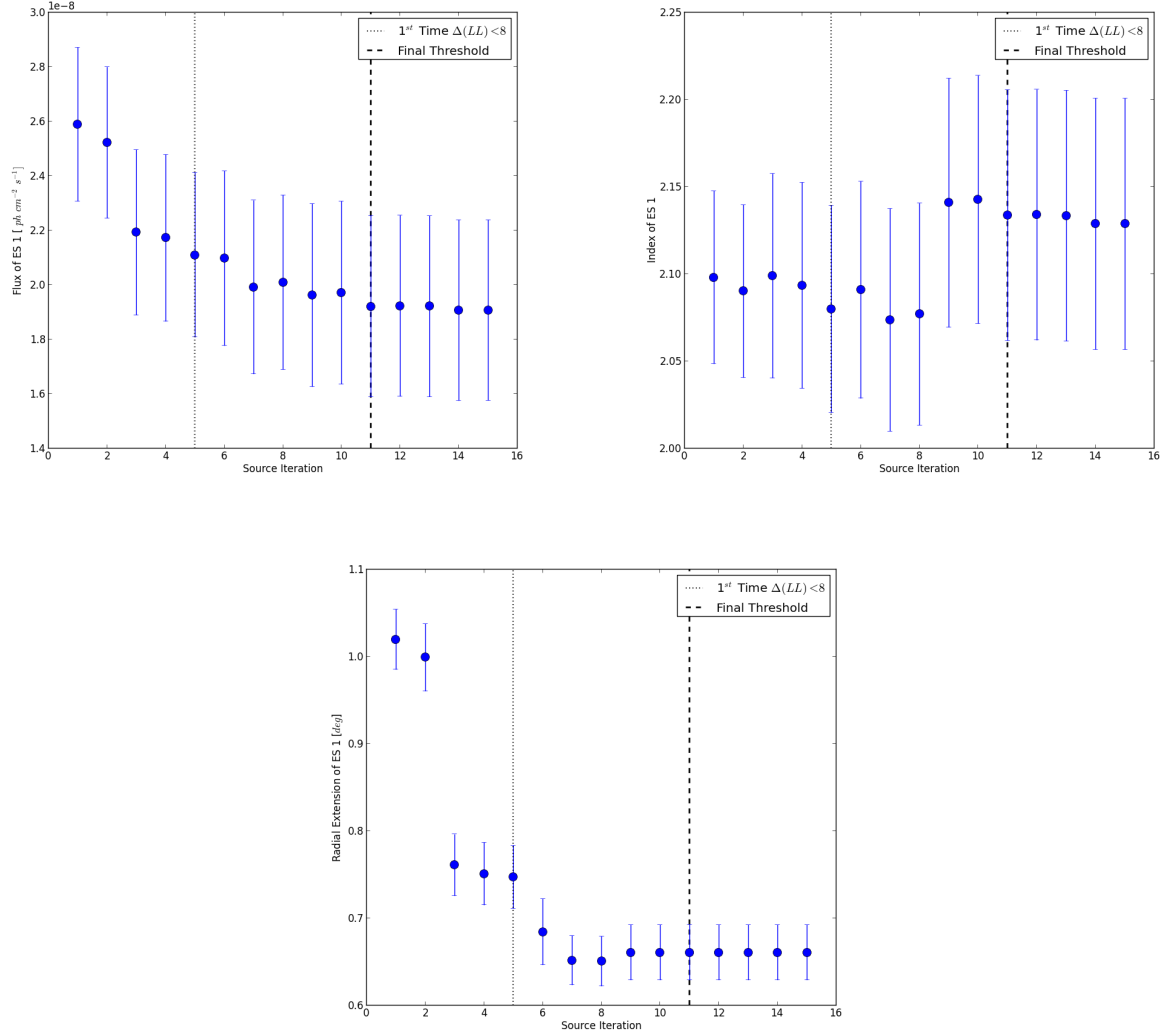 1e−8
3.0
2.8
2.6
2.4
2.2
2.0
1.8
1.6
1.4
Flux of ES 1 [ ph cm⁻² s⁻¹]
0 2 4 6 8 10 12 14 16
Source Iteration
1ˢᵗ Time Δ(LL)<8
Final Threshold
2.25
2.20
2.15
2.10
2.05
2.00
Index of ES 1
0 2 4 6 8 10 12 14 16
Source Iteration
1ˢᵗ Time Δ(LL)<8
Final Threshold
1.1
1.0
0.9
0.8
0.7
0.6
Radial Extension of ES 1 [deg]
0 2 4 6 8 10 12 14 16
Source Iteration
1ˢᵗ Time Δ(LL)<8
Final Threshold